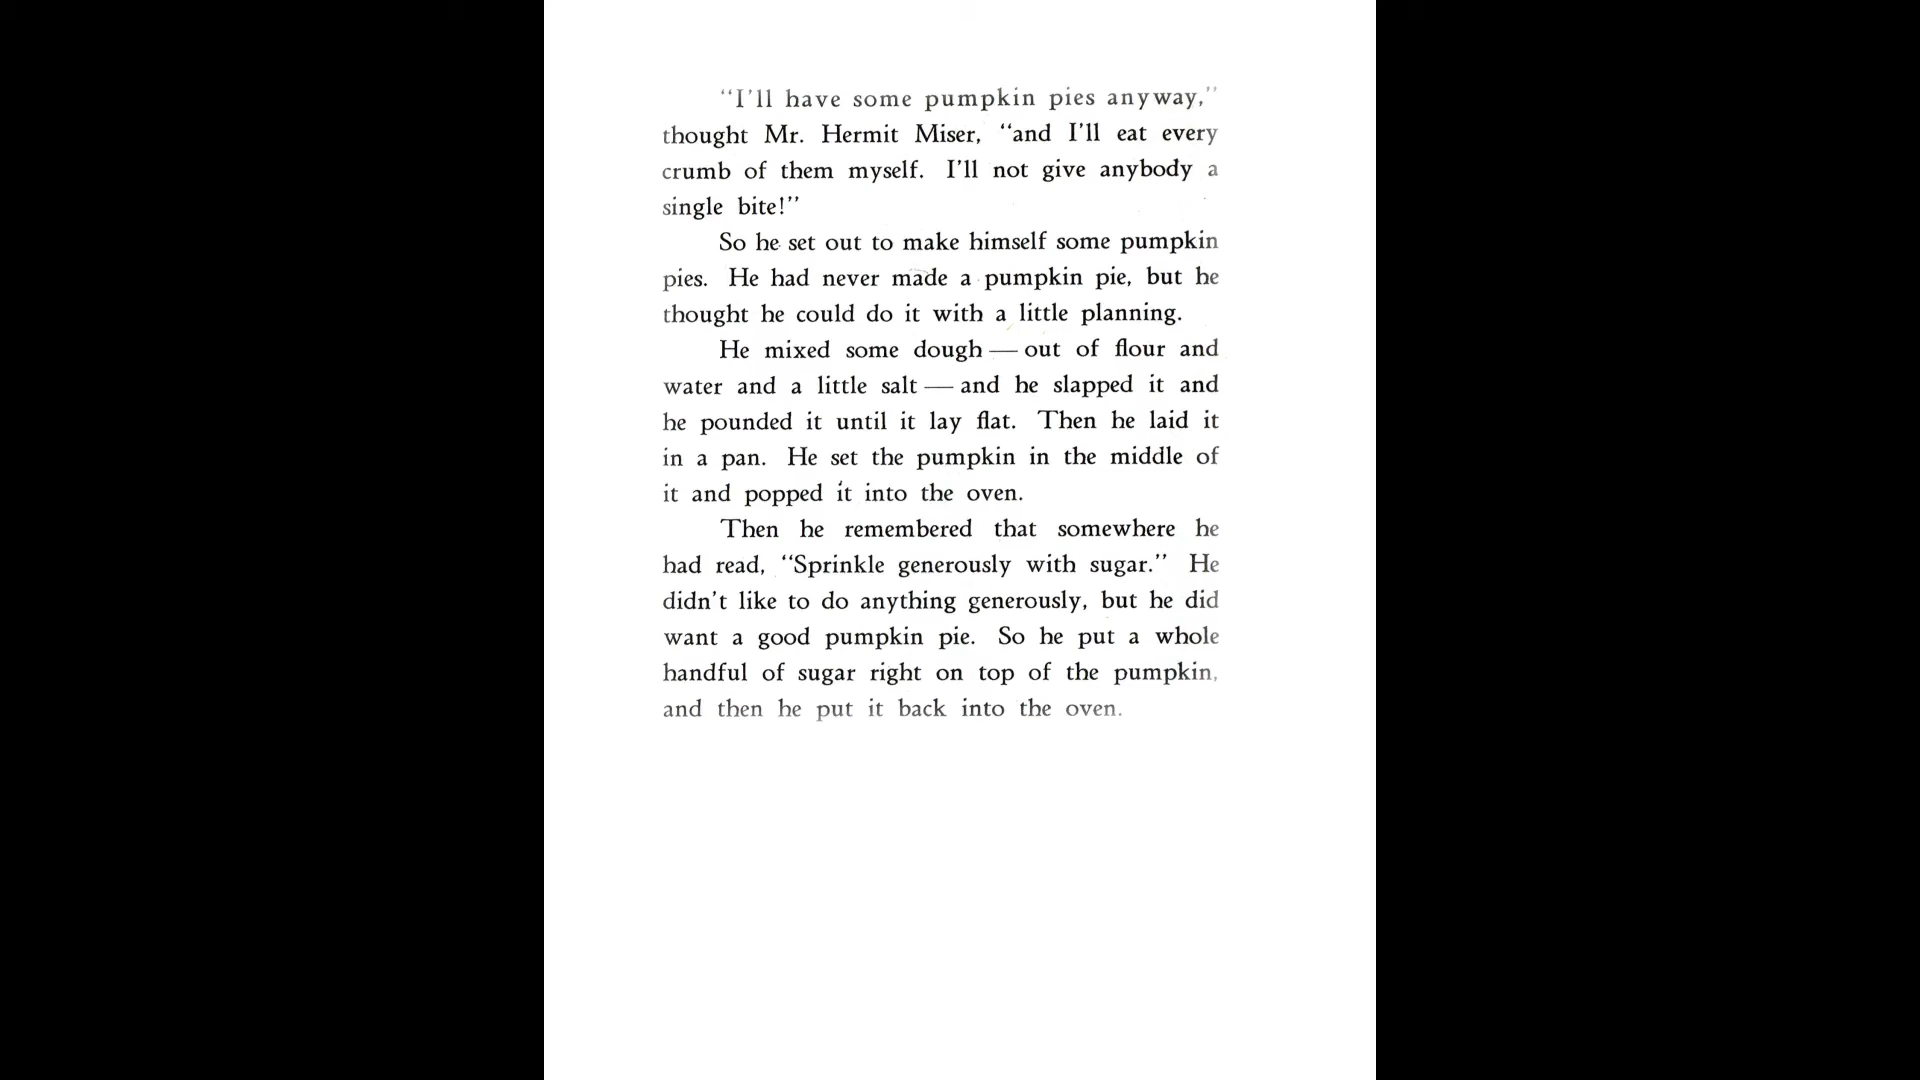 “I’ll have some pumpkin pies anyway,”
thought Mr. Hermit Miser, “and I’ll eat every
crumb of them myself. I’ll not give anybody a
single bite!”
So he set out to make himself some pumpkin
pies. He had never made a pumpkin pie, but he
thought he could do it with a little planning.
He mixed some dough — out of flour and
water and a little salt — and he slapped it and
he pounded it until it lay flat. Then he laid it
in a pan. He set the pumpkin in the middle of
it and popped it into the oven.
Then he remembered that somewhere he
had read, “Sprinkle generously with sugar.” He
didn’t like to do anything generously, but he did
want a good pumpkin pie. So he put a whole
handful of sugar right on top of the pumpkin,
and then he put it back into the oven.